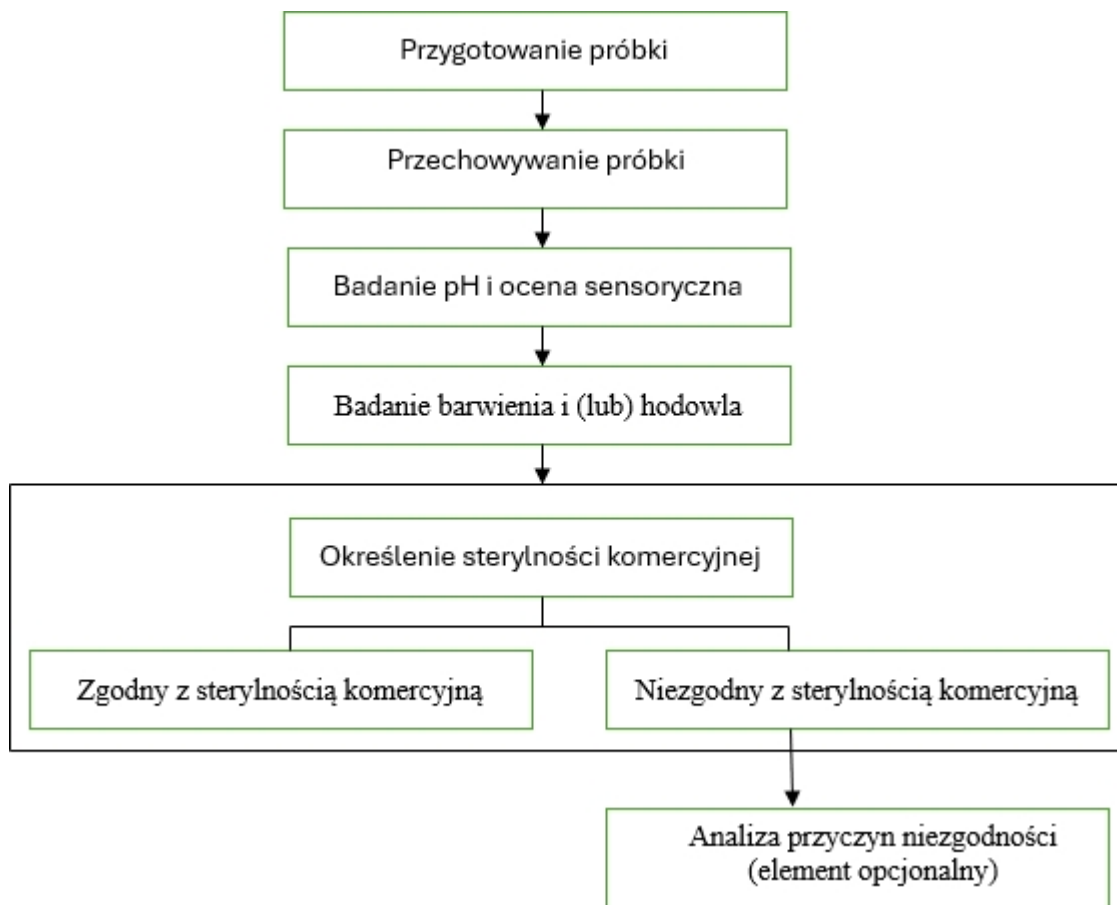 Przygotowanie próbki
Przechowywanie próbki
Badanie pH i ocena sensoryczna
Badanie barwienia i (lub) hodowla
Określenie sterylności komercyjnej
Zgodny z sterylnością komercyjną
Niezgodny z sterylnością komercyjną
Analiza przyczyn niezgodności
(element opcjonalny)